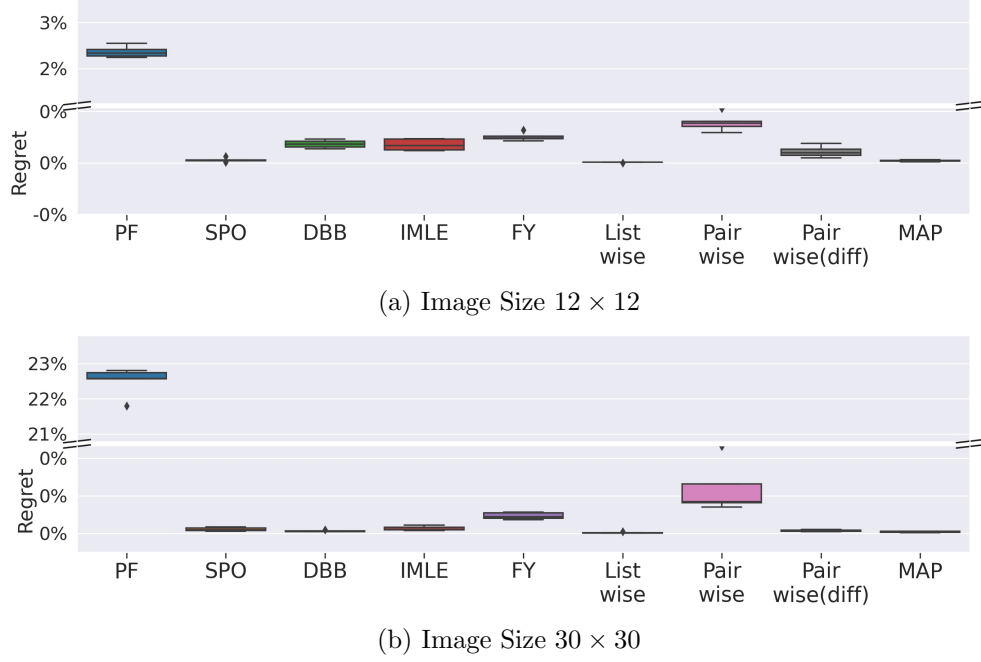 3%
2%
0%
0%
-0%
Regret
PF SPO DBB IMLE FY List wise Pair wise Pair wise(diff) MAP
(a) Image Size 12 × 12
23%
22%
21%
0%
0%
0%
Regret
PF SPO DBB IMLE FY List wise Pair wise Pair wise(diff) MAP
(b) Image Size 30 × 30